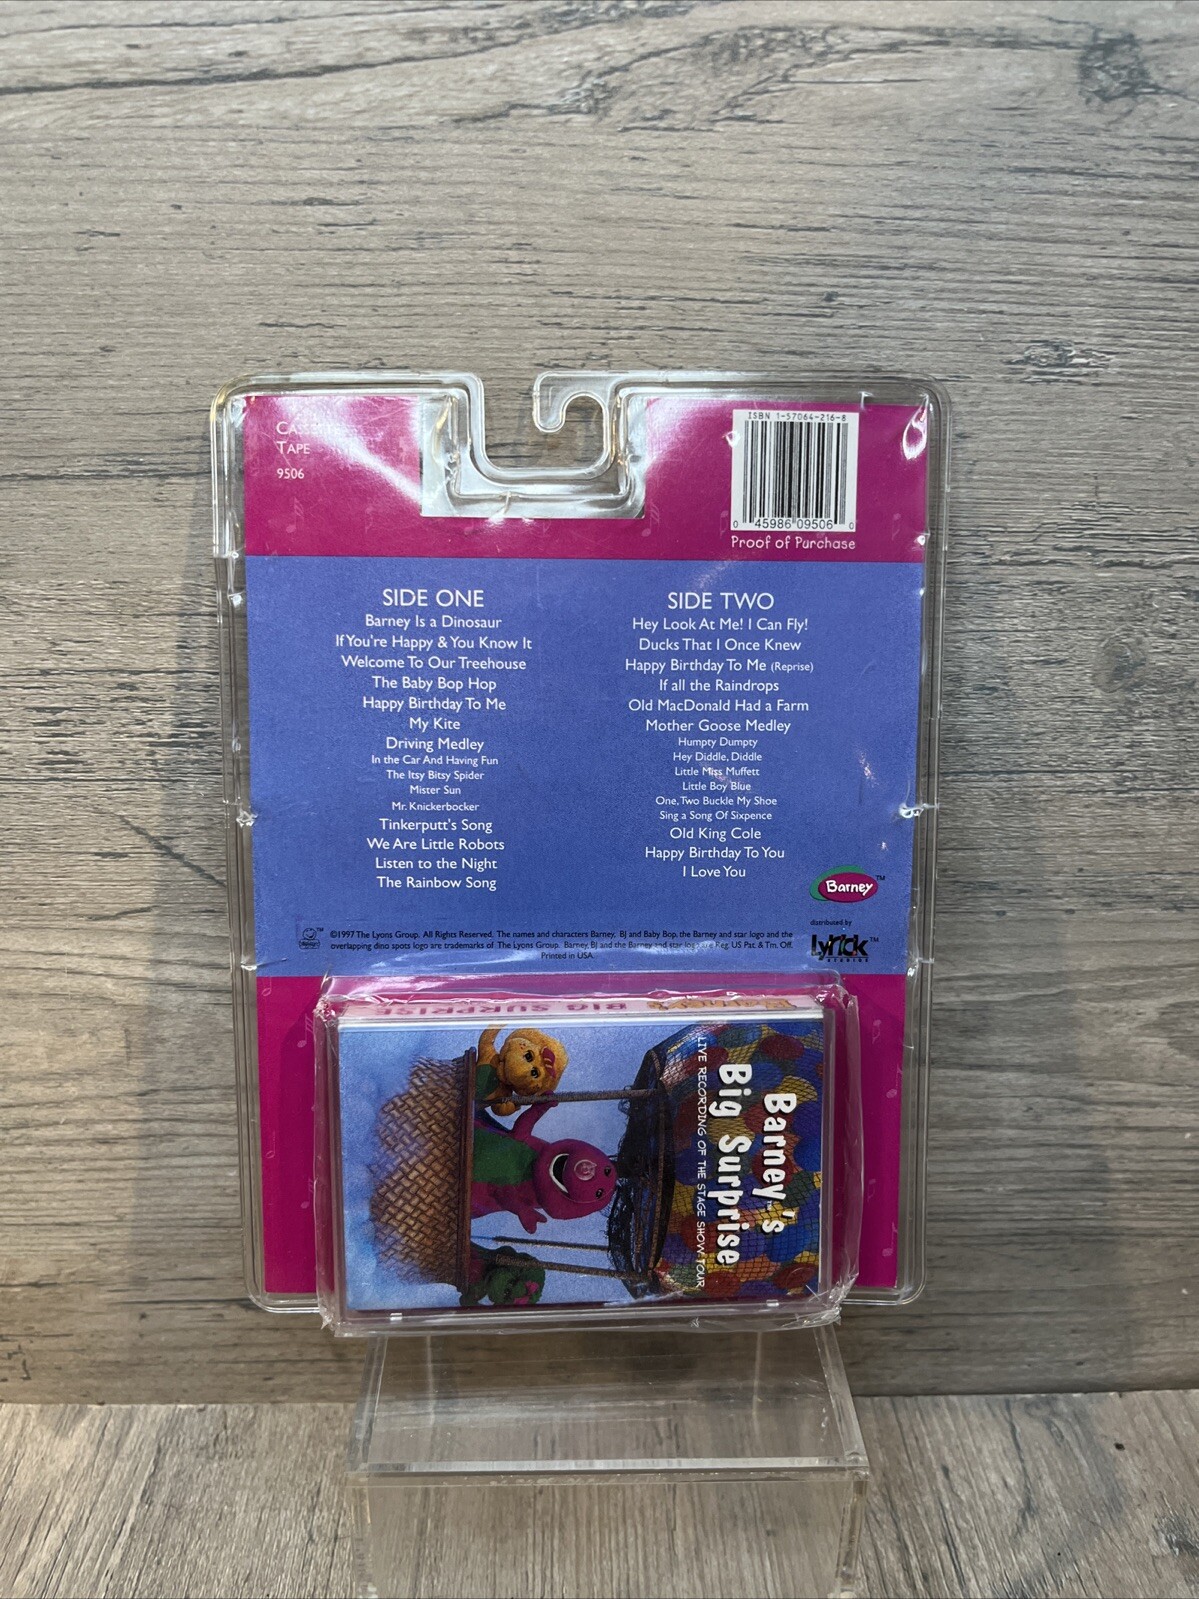 CASSETTE
TAPE
9506
ISBN 1-57064-216-8
0 45986 09506 0
Proof of Purchase
SIDE ONE
Barney Is a Dinosaur
If You're Happy & You Know It
Welcome To Our Treehouse
The Baby Bop Hop
Happy Birthday To Me
My Kite
Driving Medley
In the Car And Having Fun
The Itsy Bitsy Spider
Mister Sun
Mr. Knickerbocker
Tinkerputt's Song
We Are Little Robots
Listen to the Night
The Rainbow Song
SIDE TWO
Hey Look At Me! I Can Fly!
Ducks That I Once Knew
Happy Birthday To Me (Reprise)
If all the Raindrops
Old MacDonald Had a Farm
Mother Goose Medley
Humpty Dumpty
Hey Diddle, Diddle
Little Miss Muffett
Little Boy Blue
One, Two Buckle My Shoe
Sing a Song Of Sixpence
Old King Cole
Happy Birthday To You
I Love You
Barney™
distributed by
lyrick™
STUDIOS
©1997 The Lyons Group. All Rights Reserved. The names and characters Barney, BJ and Baby Bop, the Barney and star logo and the
overlapping dino spots logo are trademarks of The Lyons Group. Barney, BJ and the Barney and star logo are Reg. US Pat. & Tm. Off.
Printed in USA.
Barney's BIG SURPRISE
Barney's
Big Surprise
LIVE RECORDING OF THE STAGE SHOW TOUR